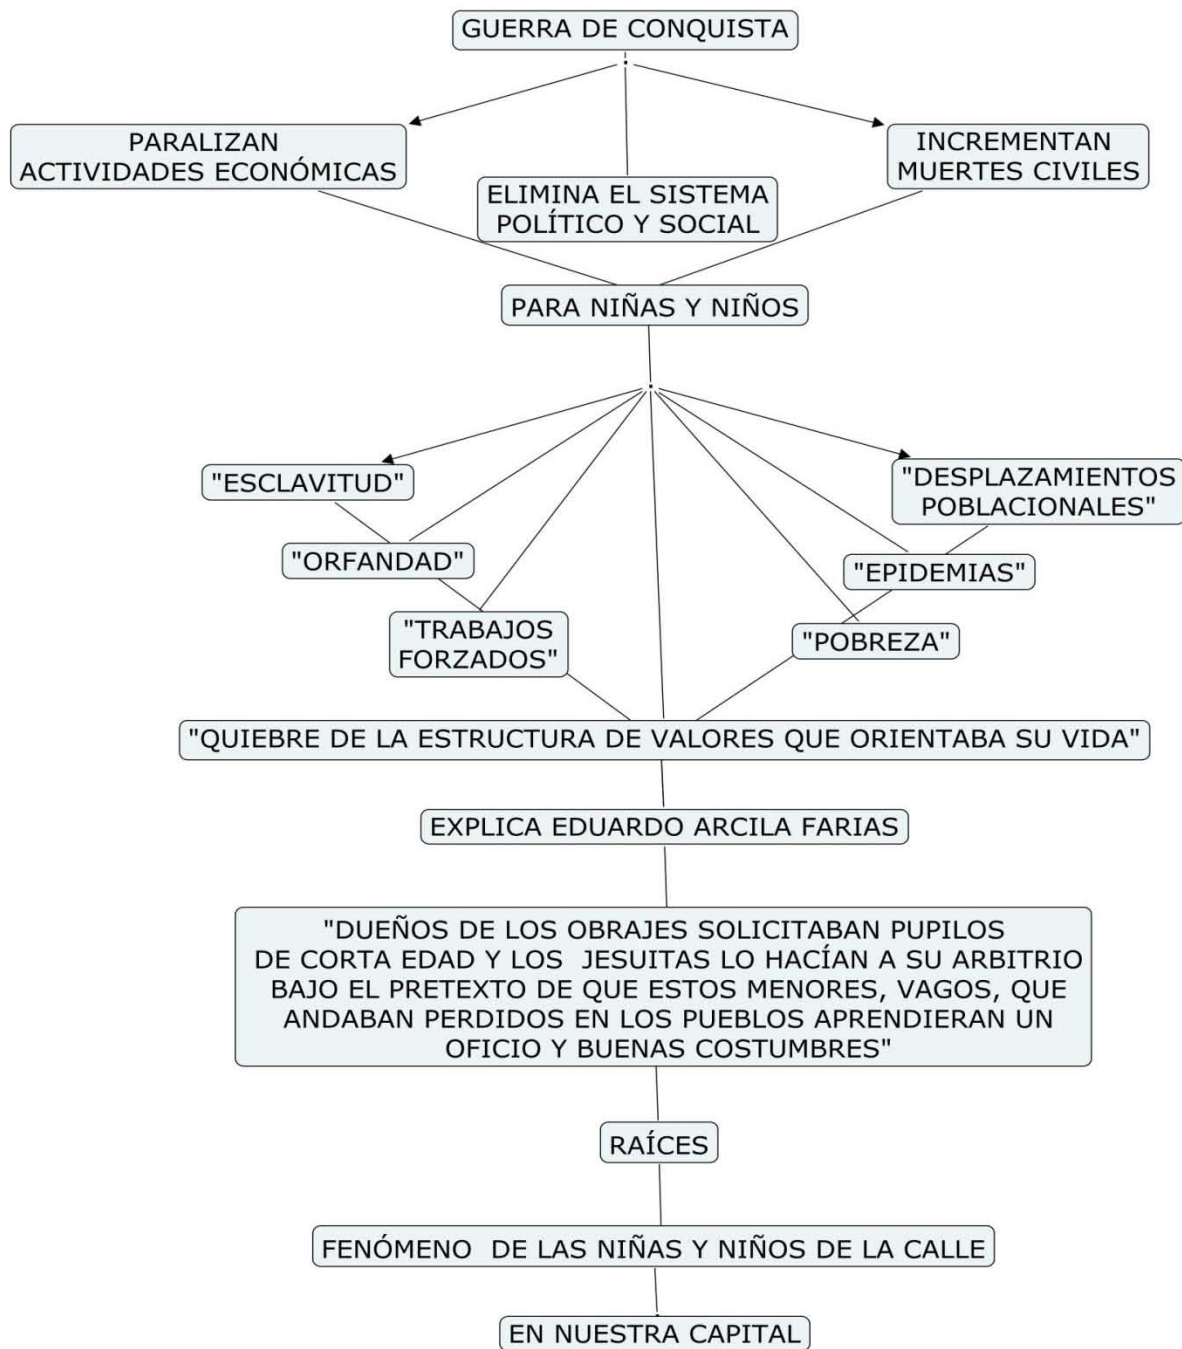 GUERRA DE CONQUISTA
PARALIZAN
ACTIVIDADES ECONÓMICAS
ELIMINA EL SISTEMA
POLÍTICO Y SOCIAL
INCREMENTAN
MUERTES CIVILES
PARA NIÑAS Y NIÑOS
"ESCLAVITUD"
"DESPLAZAMIENTOS
POBLACIONALES"
"ORFANDAD"
"EPIDEMIAS"
"TRABAJOS
FORZADOS"
"POBREZA"
"QUIEBRE DE LA ESTRUCTURA DE VALORES QUE ORIENTABA SU VIDA"
EXPLICA EDUARDO ARCILA FARIAS
"DUEÑOS DE LOS OBRAJES SOLICITABAN PUPILOS
DE CORTA EDAD Y LOS JESUITAS LO HACÍAN A SU ARBITRIO
BAJO EL PRETEXTO DE QUE ESTOS MENORES, VAGOS, QUE
ANDABAN PERDIDOS EN LOS PUEBLOS APRENDIERAN UN
OFICIO Y BUENAS COSTUMBRES"
RAÍCES
FENÓMENO DE LAS NIÑAS Y NIÑOS DE LA CALLE
EN NUESTRA CAPITAL